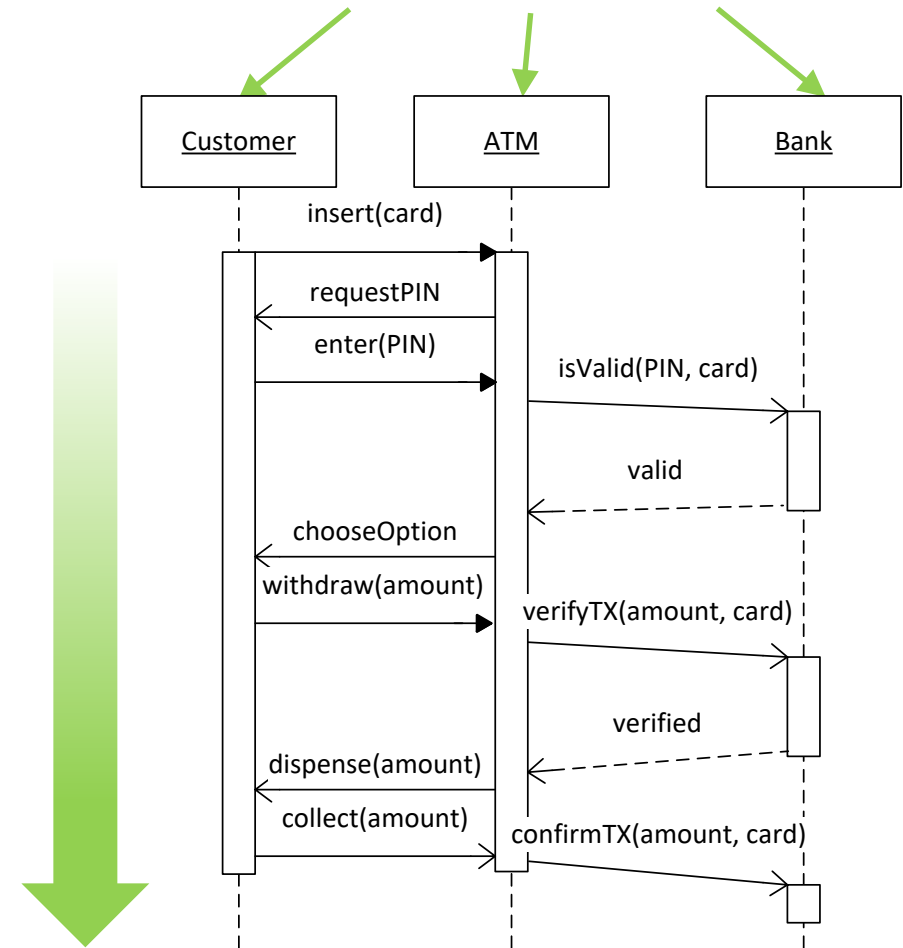 Customer
ATM
Bank
insert(card)
requestPIN
enter(PIN)
isValid(PIN, card)
valid
chooseOption
withdraw(amount)
verifyTX(amount, card)
verified
dispense(amount)
collect(amount)
confirmTX(amount, card)